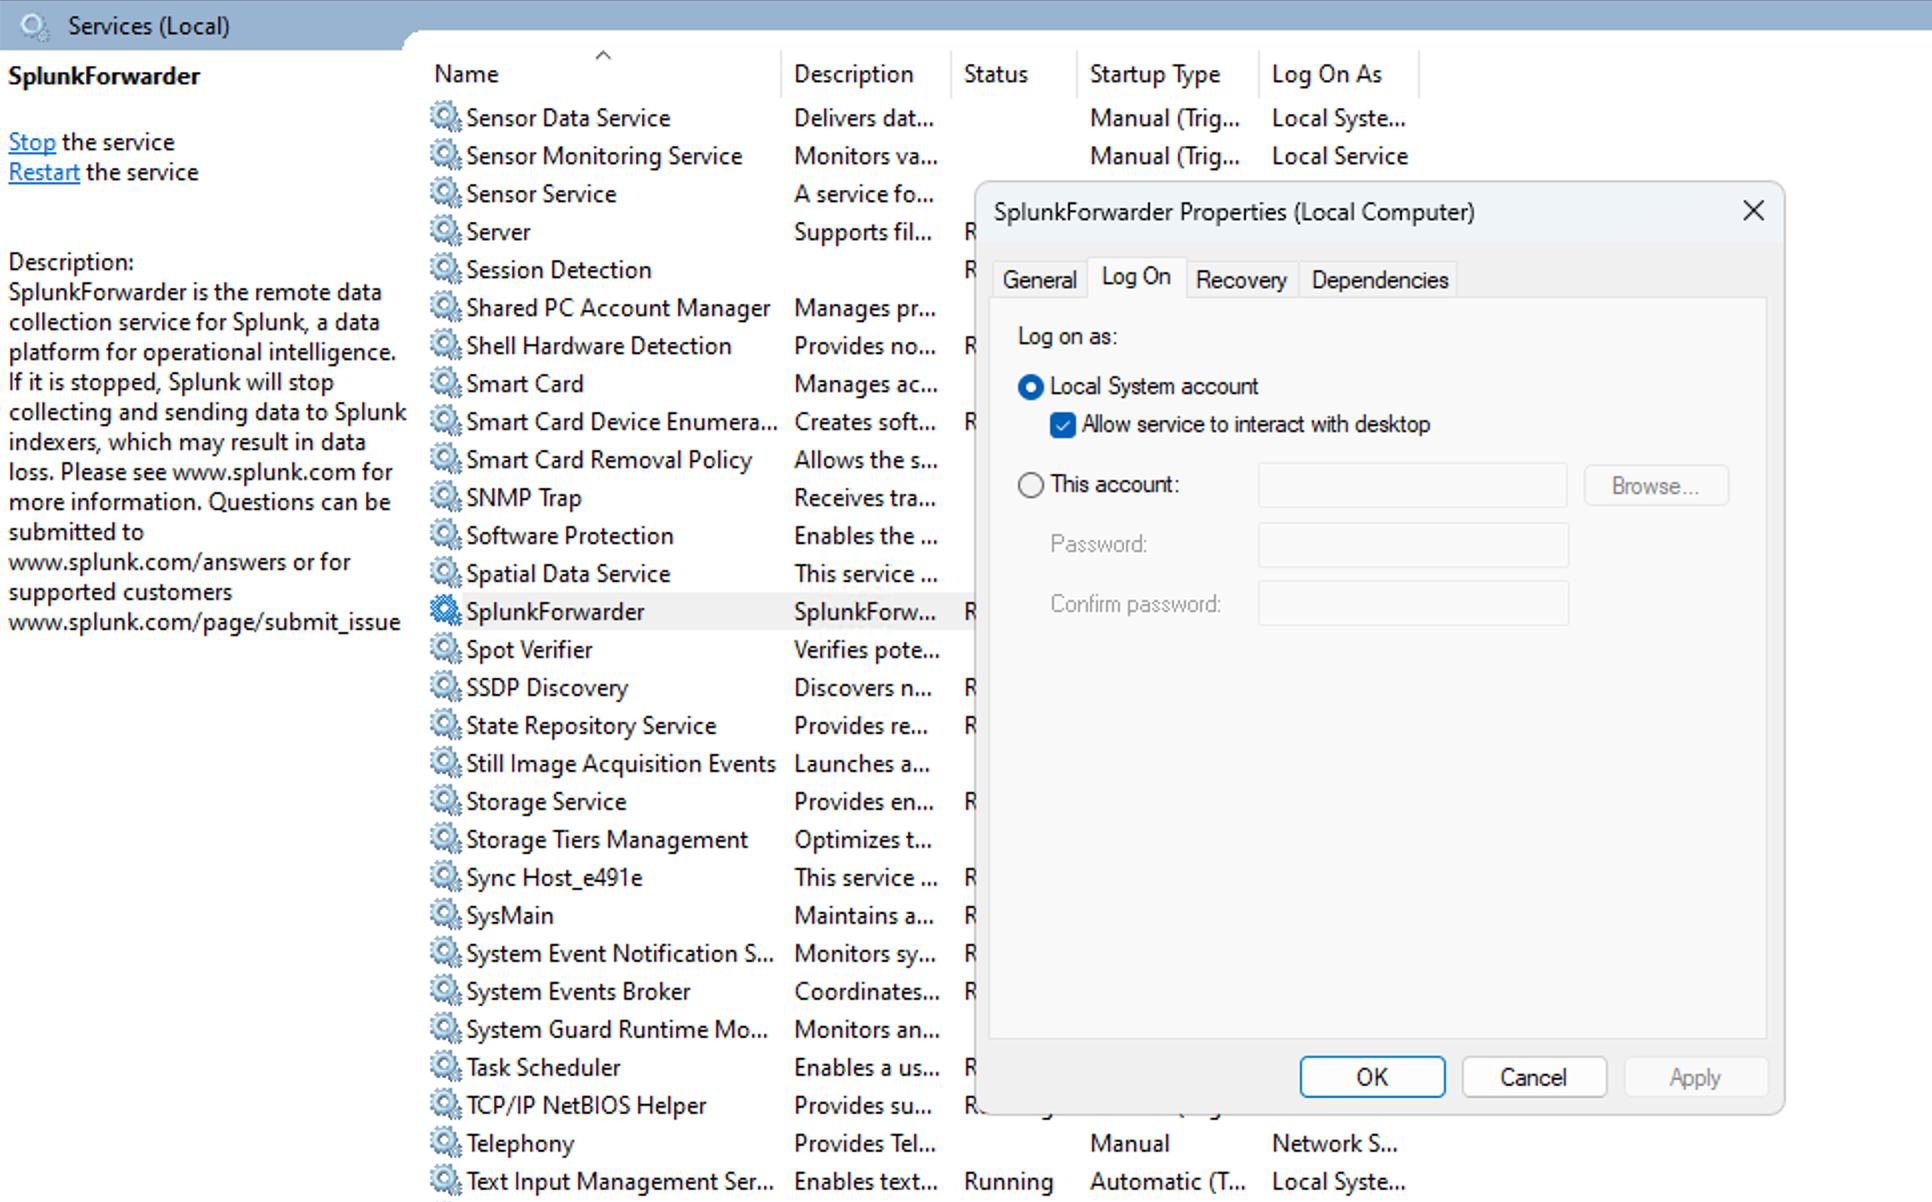 Services (Local)
SplunkForwarder
Stop the service
Restart the service
Description:
SplunkForwarder is the remote data
collection service for Splunk, a data
platform for operational intelligence.
If it is stopped, Splunk will stop
collecting and sending data to Splunk
indexers, which may result in data
loss. Please see www.splunk.com for
more information. Questions can be
submitted to
www.splunk.com/answers or for
supported customers
www.splunk.com/page/submit_issue
Name Description Status Startup Type Log On As
Sensor Data Service Delivers dat... Manual (Trig... Local Syste...
Sensor Monitoring Service Monitors va... Manual (Trig... Local Service
Sensor Service A service fo...
Server Supports fil... R
Session Detection R
Shared PC Account Manager Manages pr...
Shell Hardware Detection Provides no... R
Smart Card Manages ac...
Smart Card Device Enumera... Creates soft... R
Smart Card Removal Policy Allows the s...
SNMP Trap Receives tra...
Software Protection Enables the ...
Spatial Data Service This service ...
SplunkForwarder SplunkForw... R
Spot Verifier Verifies pote...
SSDP Discovery Discovers n... R
State Repository Service Provides re... R
Still Image Acquisition Events Launches a...
Storage Service Provides en... R
Storage Tiers Management Optimizes t...
Sync Host_e491e This service ... R
SysMain Maintains a... R
System Event Notification S... Monitors sy... R
System Events Broker Coordinates... R
System Guard Runtime Mo... Monitors an...
Task Scheduler Enables a us... R
TCP/IP NetBIOS Helper Provides su... R
Telephony Provides Tel... Manual Network S...
Text Input Management Ser... Enables text... Running Automatic (T... Local Syste...
SplunkForwarder Properties (Local Computer)
General Log On Recovery Dependencies
Log on as:
Local System account
Allow service to interact with desktop
This account: Browse...
Password:
Confirm password:
OK Cancel Apply